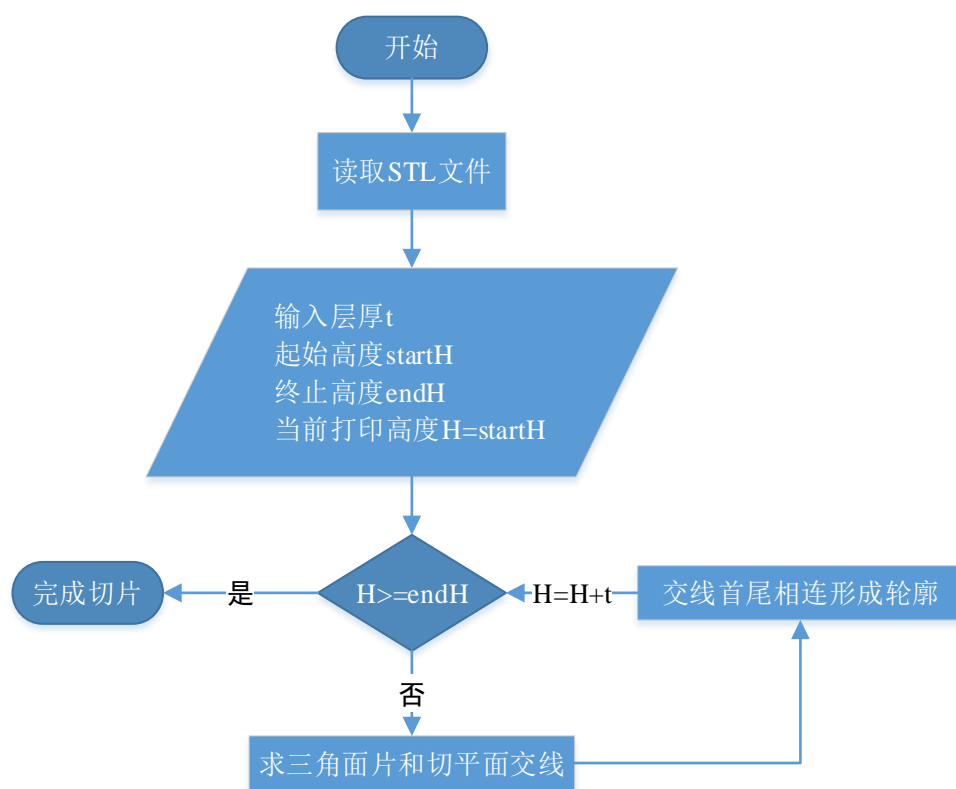 开始
读取STL文件
输入层厚t
起始高度startH
终止高度endH
当前打印高度H=startH
完成切片
是
H>=endH
H=H+t
交线首尾相连形成轮廓
否
求三角面片和切平面交线